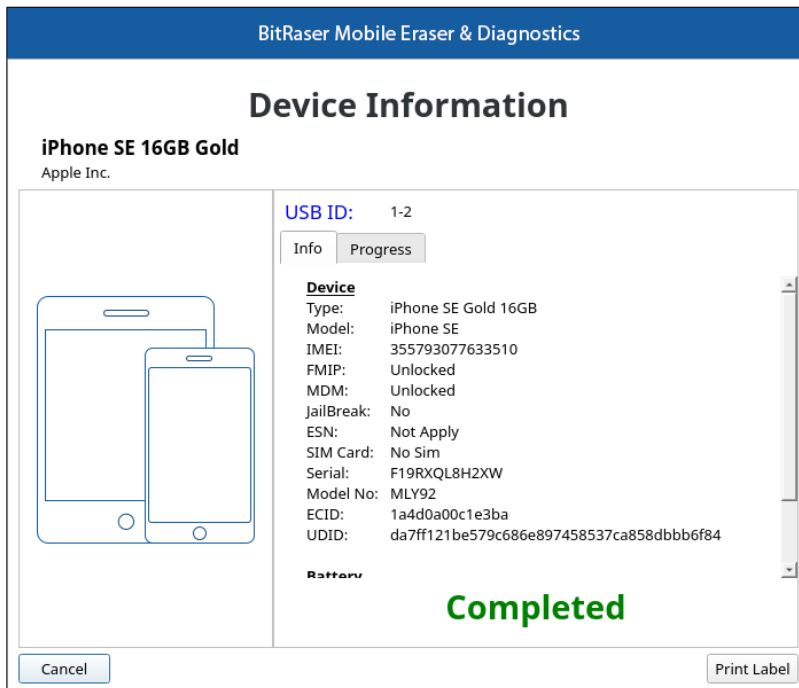 BitRaser Mobile Eraser & Diagnostics
Device Information
iPhone SE 16GB Gold
Apple Inc.
USB ID: 1-2
Info Progress
Device
Type: iPhone SE Gold 16GB
Model: iPhone SE
IMEI: 355793077633510
FMIP: Unlocked
MDM: Unlocked
JailBreak: No
ESN: Not Apply
SIM Card: No Sim
Serial: F19RXQL8H2XW
Model No: MLY92
ECID: 1a4d0a00c1e3ba
UDID: da7ff121be579c686e897458537ca858dbbb6f84
Battery
Completed
Cancel Print Label